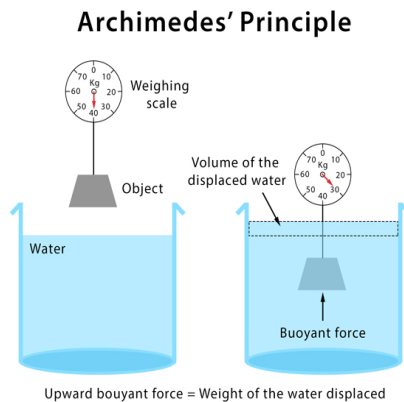 Archimedes’ Principle
0
70 10
Kg
60 20
50 30
40
Weighing
scale
Object
Water
Volume of the
displaced water
0
70 10
Kg
60 20
50 30
40
Buoyant force
Upward bouyant force = Weight of the water displaced